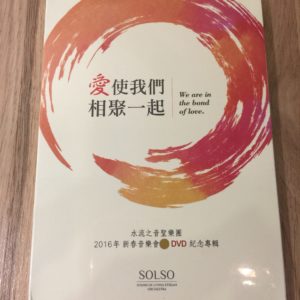 愛使我們
相聚一起
We are in
the bond
of love.
水流之音聖樂團
2016年 新春音樂會 DVD 紀念專輯
SOLSO
SOUND OF LIVING STREAM
ORCHESTRA